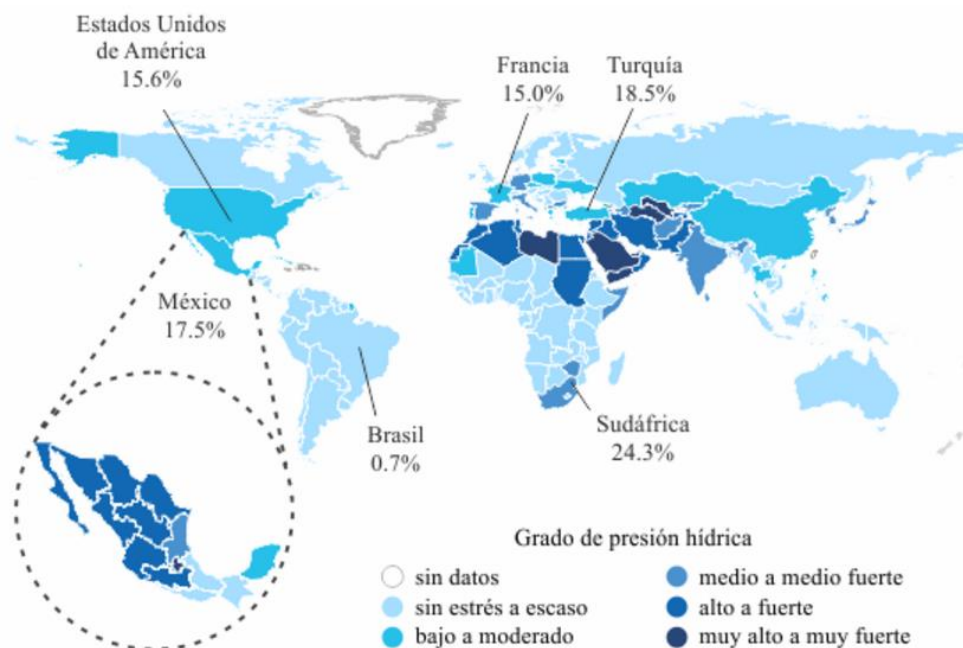 Estados Unidos
de América
15.6%
Francia
15.0%
Turquía
18.5%
México
17.5%
Brasil
0.7%
Sudáfrica
24.3%
Grado de presión hídrica
sin datos
sin estrés a escaso
bajo a moderado
medio a medio fuerte
alto a fuerte
muy alto a muy fuerte